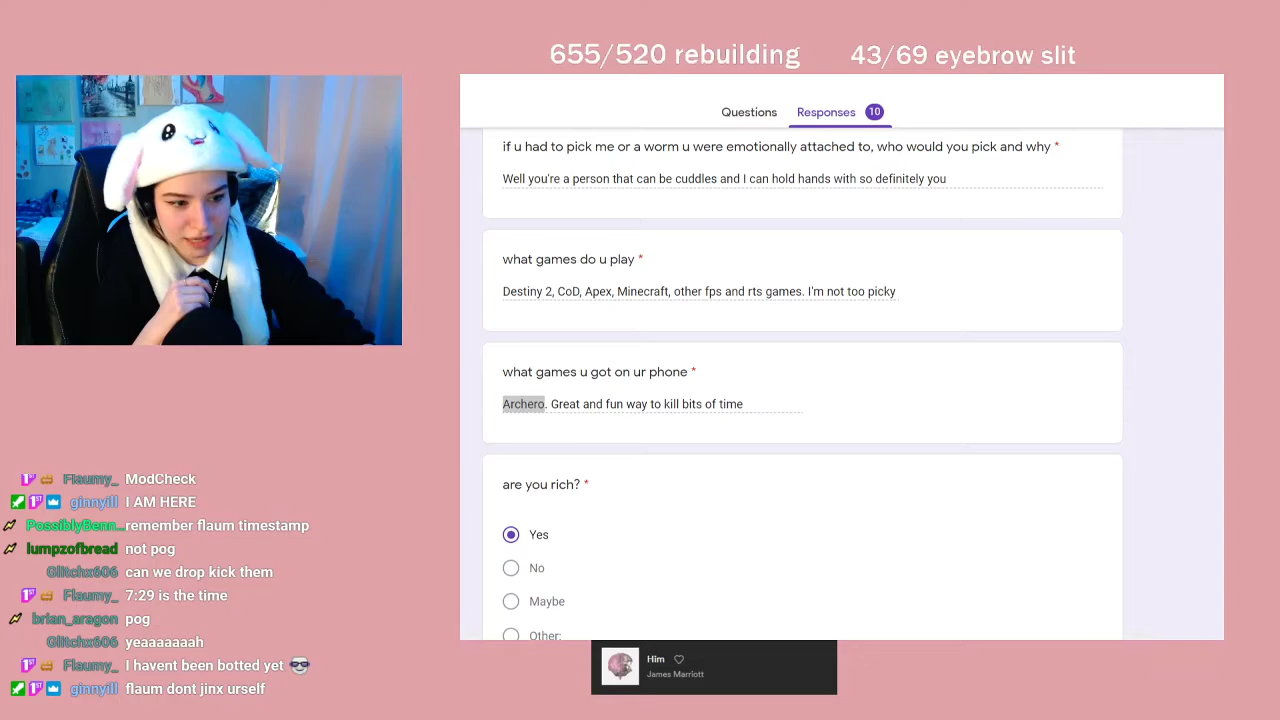 655/520 rebuilding
43/69 eyebrow slit
Questions
Responses 10
if u had to pick me or a worm u were emotionally attached to, who would you pick and why *
Well you're a person that can be cuddles and I can hold hands with so definitely you
what games do u play *
Destiny 2, CoD, Apex, Minecraft, other fps and rts games. I'm not too picky
what games u got on ur phone *
Archero. Great and fun way to kill bits of time
are you rich? *
Yes
No
Maybe
Other:
Flaumy_ ModCheck
ginnyill I AM HERE
PossiblyBenn... remember flaum timestamp
lumpzofbread not pog
Glitchx606 can we drop kick them
Flaumy_ 7:29 is the time
brian_aragon pog
Glitchx606 yeaaaaaaah
Flaumy_ I havent been botted yet
ginnyill flaum dont jinx urself
Him
James Marriott